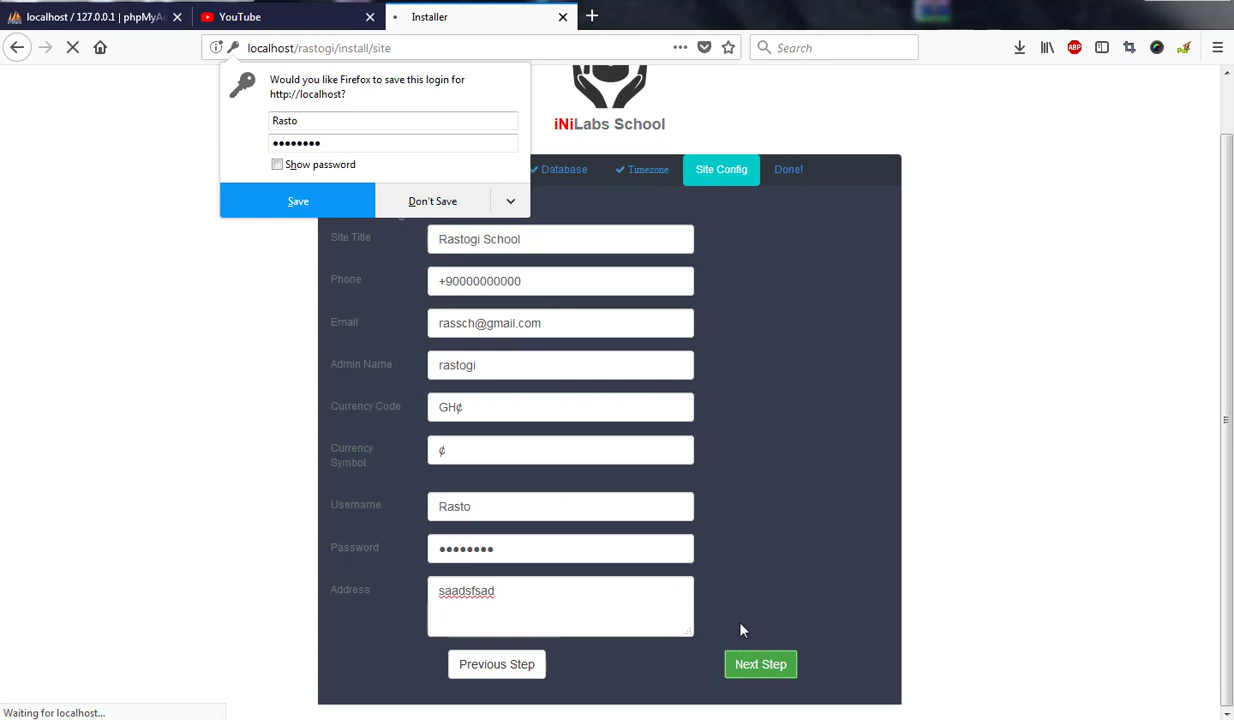 localhost / 127.0.0.1 | phpMyAd
YouTube
Installer
localhost/rastogi/install/site
Search
ABP
Would you like Firefox to save this login for
http://localhost?
Rasto
●●●●●●●●
Show password
Save
Don't Save
iNiLabs School
Database
Timezone
Site Config
Done!
Site Title
Rastogi School
Phone
+90000000000
Email
rassch@gmail.com
Admin Name
rastogi
Currency Code
GH¢
Currency
Symbol
¢
Username
Rasto
Password
●●●●●●●●
Address
saadsfsad
Previous Step
Next Step
Waiting for localhost...